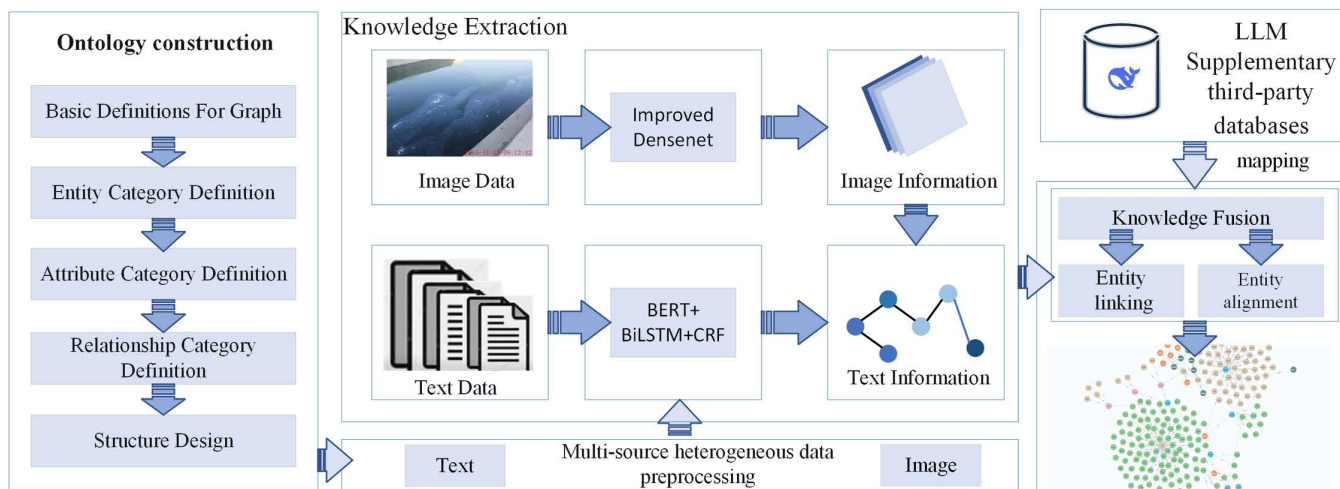 Ontology construction
Basic Definitions For Graph
Entity Category Definition
Attribute Category Definition
Relationship Category
Definition
Structure Design
Knowledge Extraction
Image Data
Improved
Densenet
Image Information
Text Data
BERT+
BiLSTM+CRF
Text Information
Text
Multi-source heterogeneous data
preprocessing
Image
LLM
Supplementary
third-party
databases
mapping
Knowledge Fusion
Entity
linking
Entity
alignment